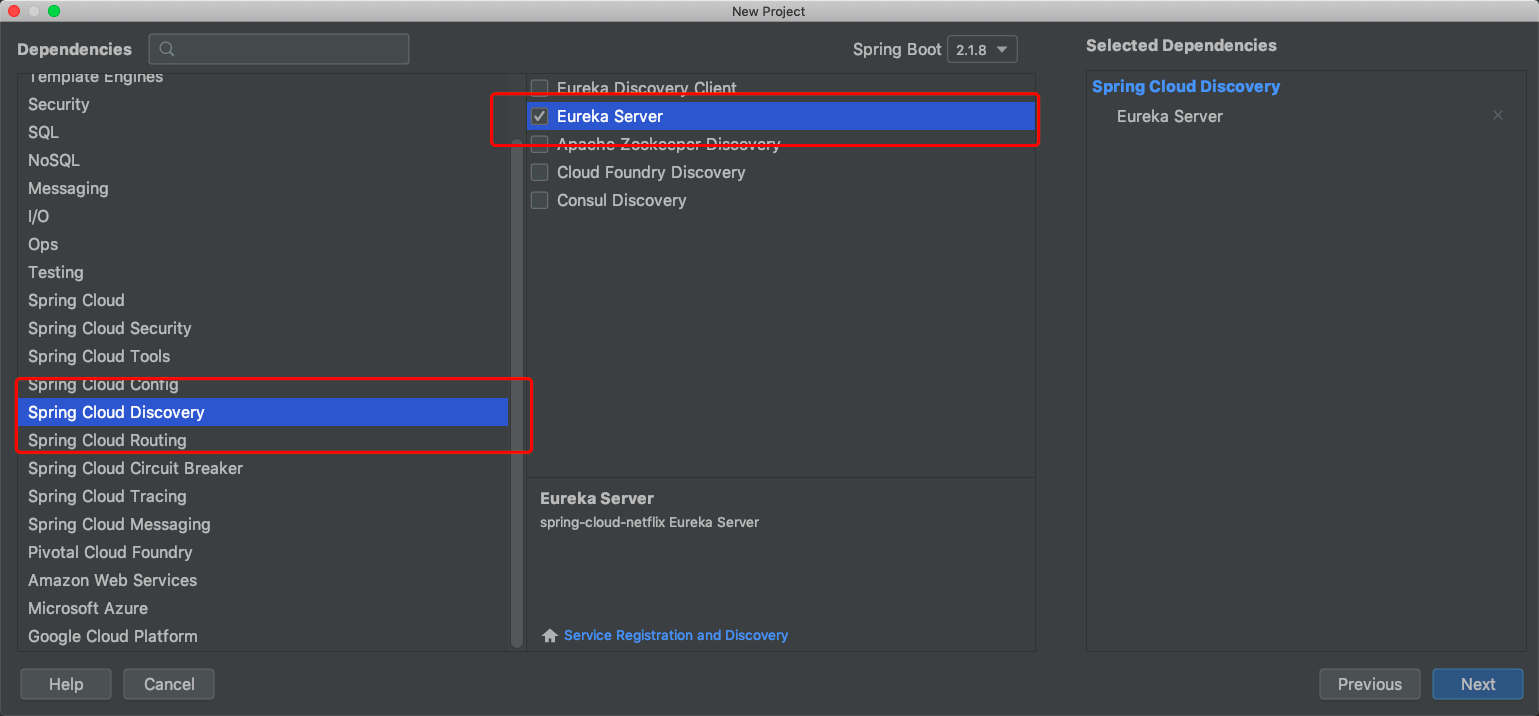 New Project
Dependencies
Spring Boot 2.1.8
Selected Dependencies
Template Engines
Security
SQL
NoSQL
Messaging
I/O
Ops
Testing
Spring Cloud
Spring Cloud Security
Spring Cloud Tools
Spring Cloud Config
Spring Cloud Discovery
Spring Cloud Routing
Spring Cloud Circuit Breaker
Spring Cloud Tracing
Spring Cloud Messaging
Pivotal Cloud Foundry
Amazon Web Services
Microsoft Azure
Google Cloud Platform
Eureka Discovery Client
Eureka Server
Apache Zookeeper Discovery
Cloud Foundry Discovery
Consul Discovery
Eureka Server
spring-cloud-netflix Eureka Server
Service Registration and Discovery
Spring Cloud Discovery
Eureka Server
Help
Cancel
Previous
Next